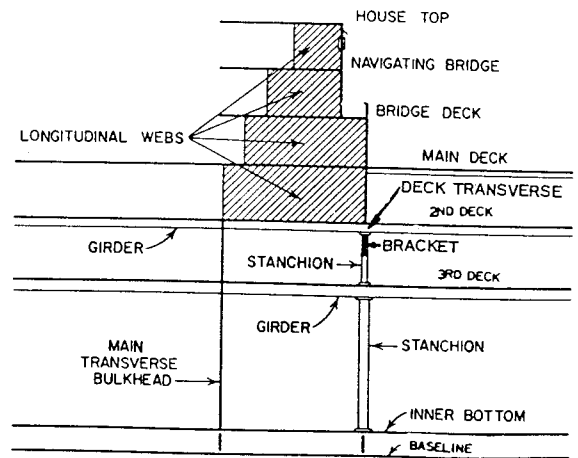 HOUSE TOP
NAVIGATING BRIDGE
BRIDGE DECK
LONGITUDINAL WEBS
MAIN DECK
DECK TRANSVERSE
2ND DECK
GIRDER
BRACKET
STANCHION
3RD DECK
GIRDER
STANCHION
MAIN
TRANSVERSE
BULKHEAD
INNER BOTTOM
BASELINE